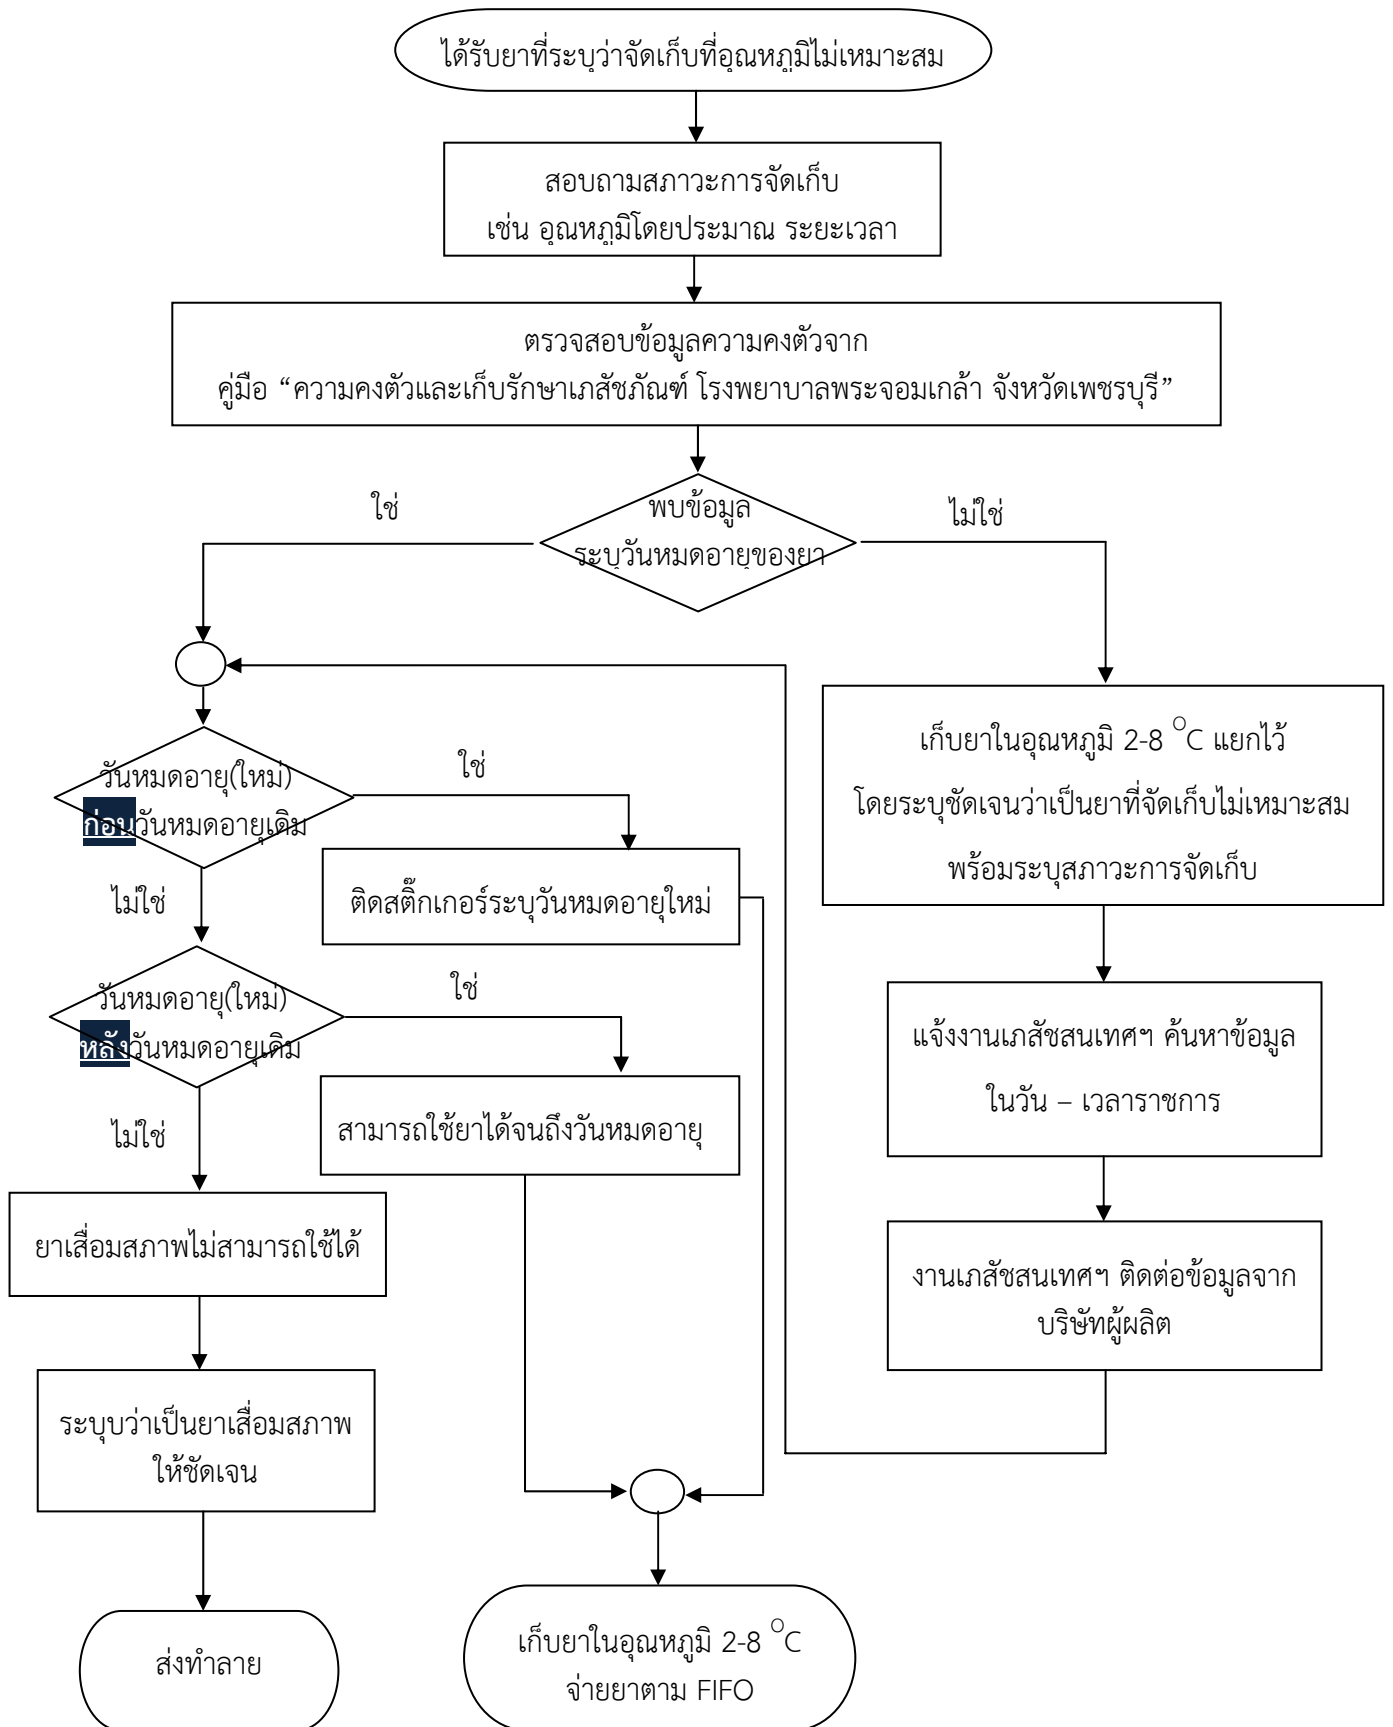 ได้รับยาที่ระบุว่าจัดเก็บที่อุณหภูมิไม่เหมาะสม
สอบถามสภาวะการจัดเก็บ
เช่น อุณหภูมิโดยประมาณ ระยะเวลา
ตรวจสอบข้อมูลความคงตัวจาก
คู่มือ “ความคงตัวและเก็บรักษาเภสัชภัณฑ์ โรงพยาบาลพระจอมเกล้า จังหวัดเพชรบุรี”
พบข้อมูล
ระบุวันหมดอายุของยา
ใช่
ไม่ใช่
วันหมดอายุ(ใหม่)
ก่อนวันหมดอายุเดิม
ใช่
ติดสติ๊กเกอร์ระบุวันหมดอายุใหม่
ไม่ใช่
วันหมดอายุ(ใหม่)
หลังวันหมดอายุเดิม
ใช่
สามารถใช้ยาได้จนถึงวันหมดอายุ
ไม่ใช่
ยาเสื่อมสภาพไม่สามารถใช้ได้
ระบุบว่าเป็นยาเสื่อมสภาพ
ให้ชัดเจน
ส่งทำลาย
เก็บยาในอุณหภูมิ 2-8 °C แยกไว้
โดยระบุชัดเจนว่าเป็นยาที่จัดเก็บไม่เหมาะสม
พร้อมระบุสภาวะการจัดเก็บ
แจ้งงานเภสัชสนเทศฯ ค้นหาข้อมูล
ในวัน – เวลาราชการ
งานเภสัชสนเทศฯ ติดต่อข้อมูลจาก
บริษัทผู้ผลิต
เก็บยาในอุณหภูมิ 2-8 °C
จ่ายยาตาม FIFO